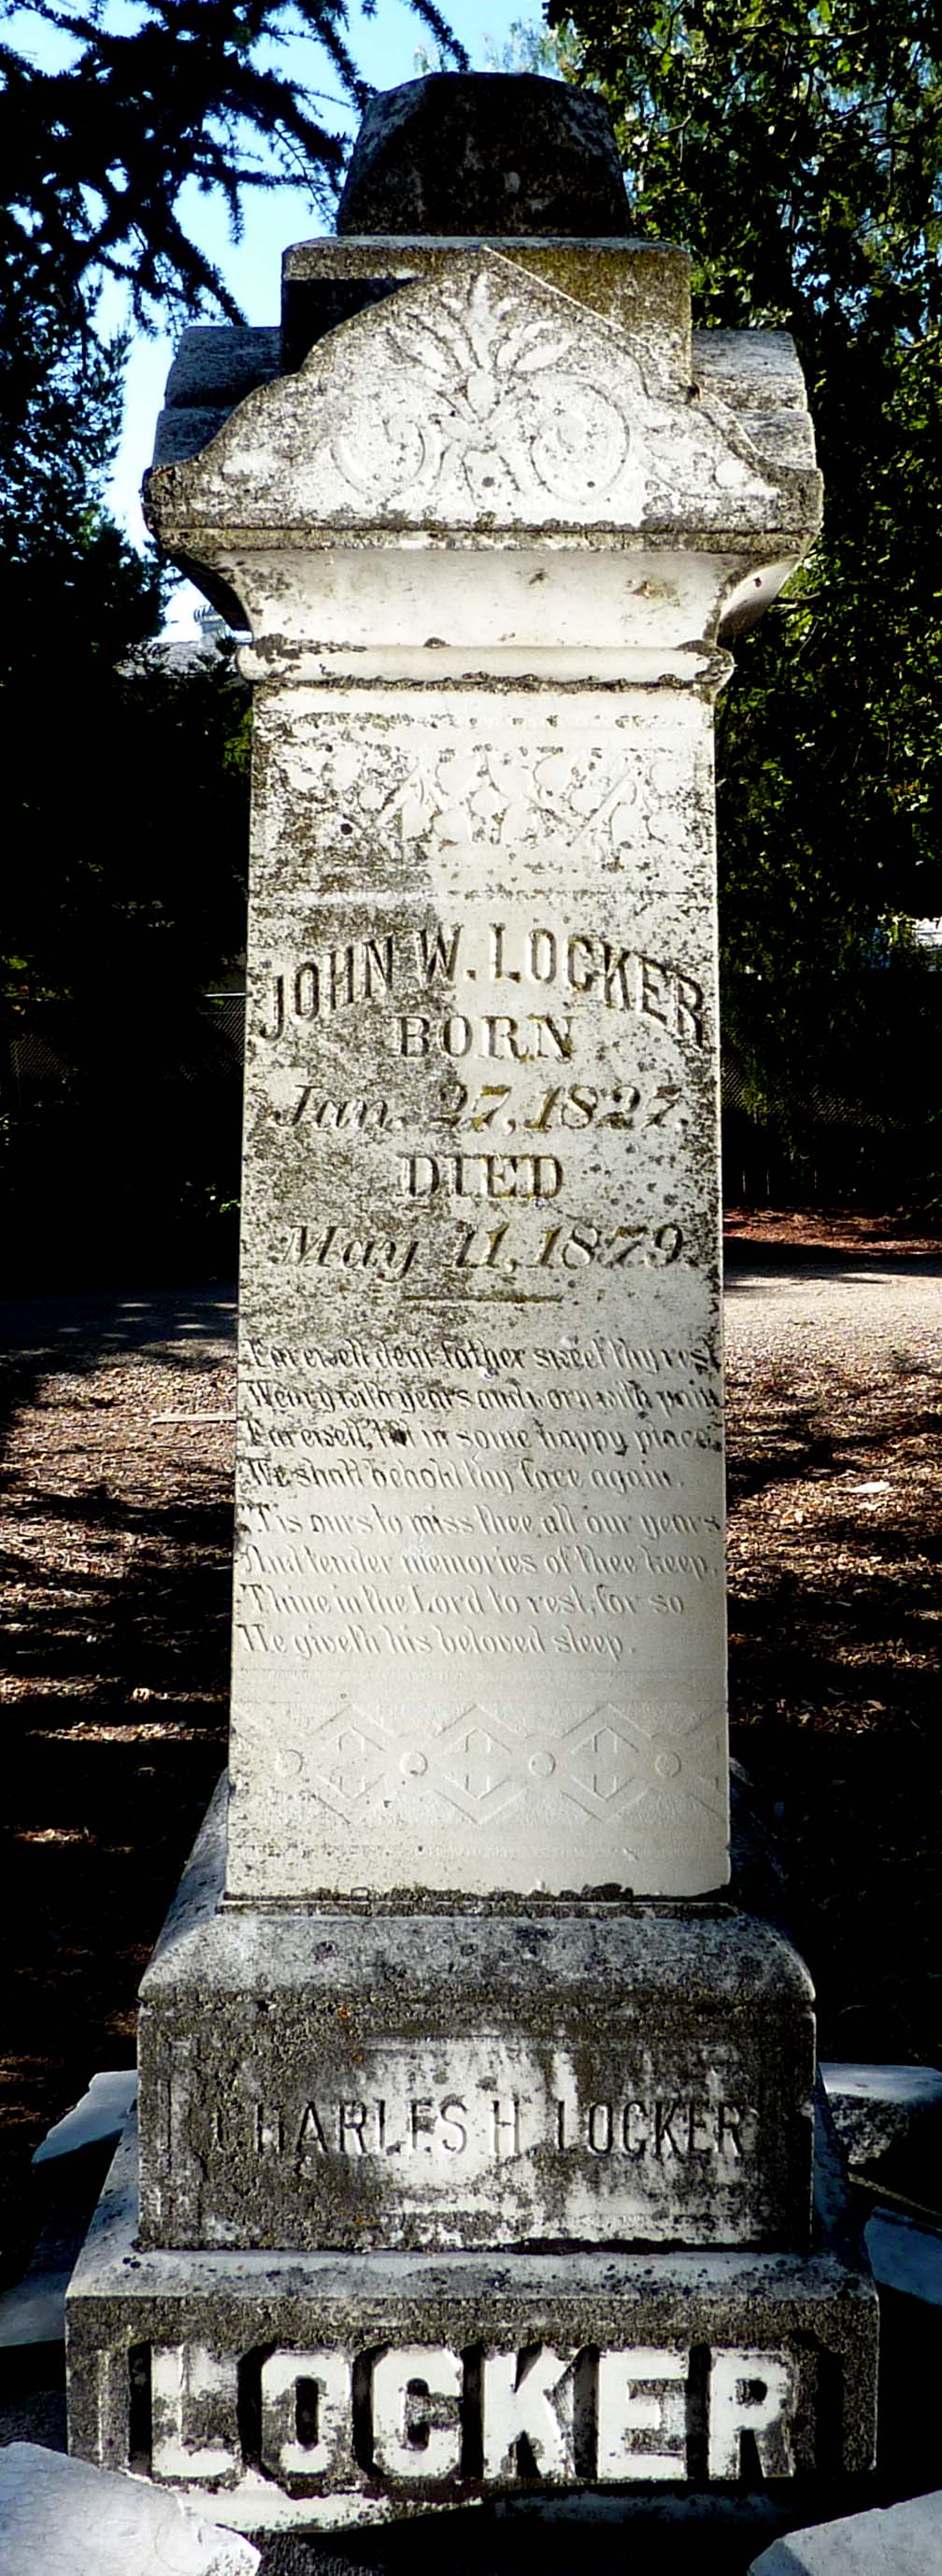 JOHN W. LOCKER
BORN
Jan. 27, 1827.
DIED
May 11, 1879.
Farewell dear father sweet thy rest
Weary with years and worn with pain
Farewell, till in some happy place
We shall behold thy face again.
'Tis ours to miss thee all our years
And tender memories of thee keep,
Thine in the Lord to rest, for so
He giveth his beloved sleep.
CHARLES H. LOCKER
LOCKER